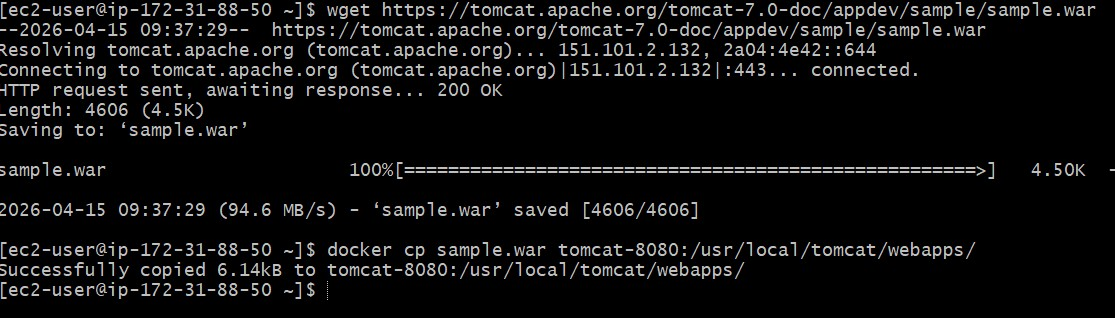 [ec2-user@ip-172-31-88-50 ~]$ wget https://tomcat.apache.org/tomcat-7.0-doc/appdev/sample/sample.war
--2026-04-15 09:37:29-- https://tomcat.apache.org/tomcat-7.0-doc/appdev/sample/sample.war
Resolving tomcat.apache.org (tomcat.apache.org)... 151.101.2.132, 2a04:4e42::644
Connecting to tomcat.apache.org (tomcat.apache.org)|151.101.2.132|:443... connected.
HTTP request sent, awaiting response... 200 OK
Length: 4606 (4.5K)
Saving to: ‘sample.war’
sample.war 100%[====================================================>] 4.50K -
2026-04-15 09:37:29 (94.6 MB/s) - ‘sample.war’ saved [4606/4606]
[ec2-user@ip-172-31-88-50 ~]$ docker cp sample.war tomcat-8080:/usr/local/tomcat/webapps/
Successfully copied 6.14kB to tomcat-8080:/usr/local/tomcat/webapps/
[ec2-user@ip-172-31-88-50 ~]$